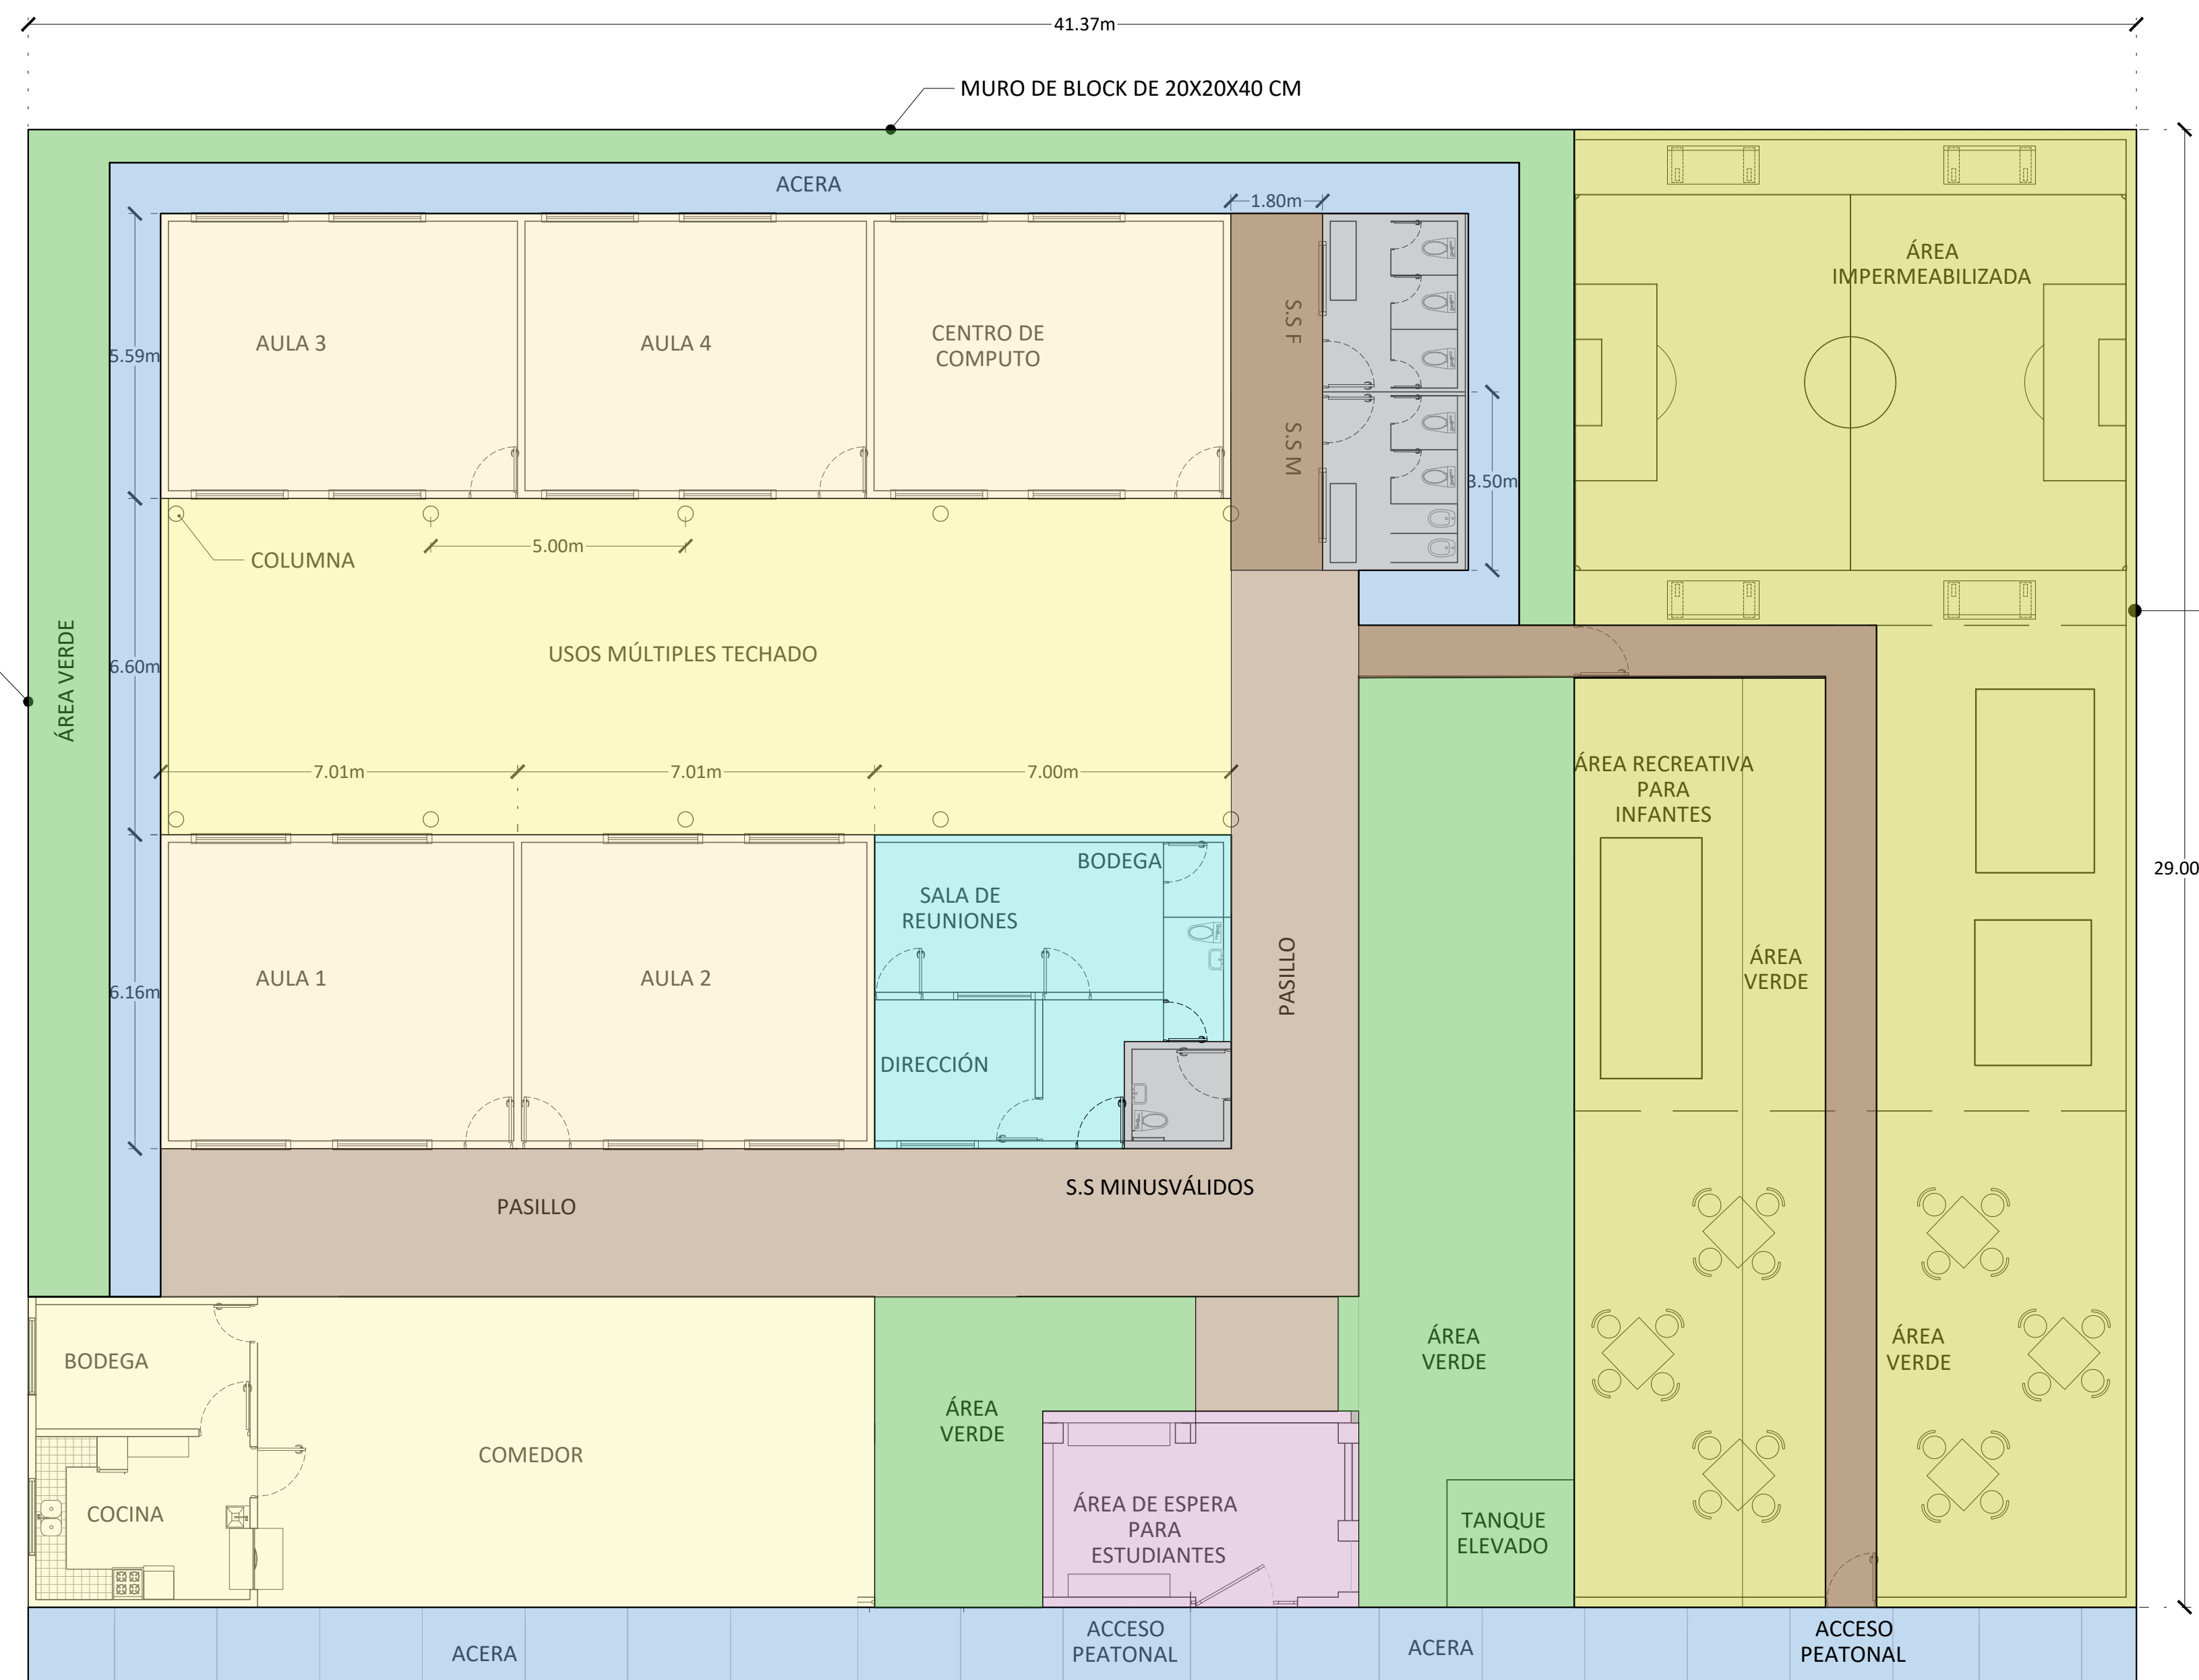 41.37m
MURO DE BLOCK DE 20X20X40 CM
ACERA
1.80m
ÁREA
IMPERMEABILIZADA
5.59m
AULA 3
AULA 4
CENTRO DE
COMPUTO
S.S F
S.S M
3.50m
5.00m
COLUMNA
ÁREA VERDE
6.60m
USOS MÚLTIPLES TECHADO
7.01m
7.01m
7.00m
ÁREA RECREATIVA
PARA
INFANTES
29.00
BODEGA
SALA DE
REUNIONES
6.16m
AULA 1
AULA 2
PASILLO
ÁREA
VERDE
DIRECCIÓN
S.S MINUSVÁLIDOS
PASILLO
BODEGA
ÁREA
VERDE
ÁREA
VERDE
ÁREA
VERDE
COMEDOR
COCINA
ÁREA DE ESPERA
PARA
ESTUDIANTES
TANQUE
ELEVADO
ACERA
ACCESO
PEATONAL
ACERA
ACCESO
PEATONAL